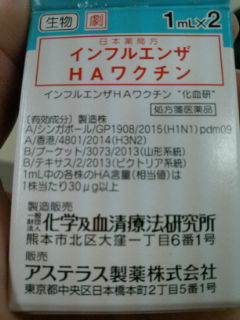 生物 劇 1mL×2
日本薬局方
インフルエンザ
HAワクチン
インフルエンザHAワクチン "化血研"
処方箋医薬品
[有効成分] 製造株
A/シンガポール/GP1908/2015(H1N1)pdm09
A/香港/4801/2014(H3N2)
B/プーケット/3073/2013(山形系統)
B/テキサス/2/2013(ビクトリア系統)
1mL中の各株のHA含量(相当値)は
1株当たり30μg以上
製造販売
一般財団法人 化学及血清療法研究所
熊本市北区大窪一丁目6番1号
販売
アステラス製薬株式会社
東京都中央区日本橋本町2丁目5番1号